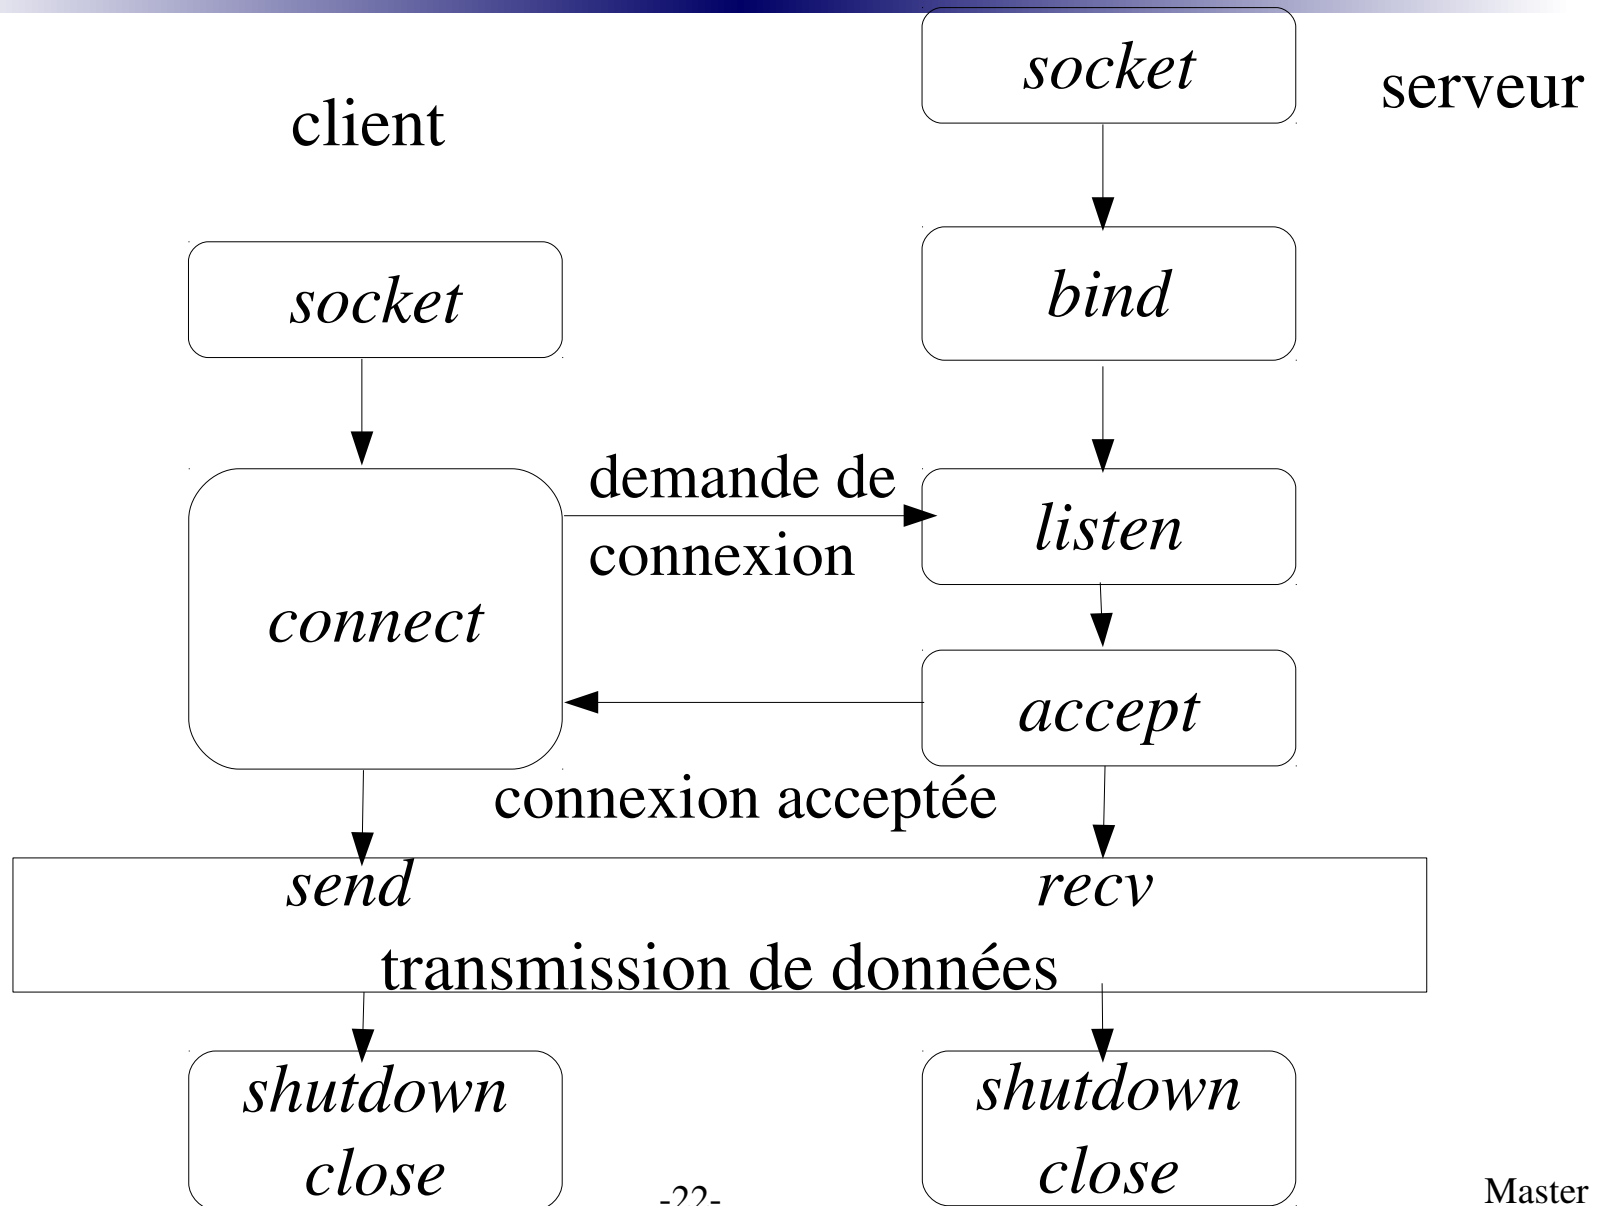 socket
serveur
client
bind
socket
demande de
connexion
listen
connect
accept
connexion acceptée
send
recv
transmission de données
shutdown
close
shutdown
close
-22-
Master